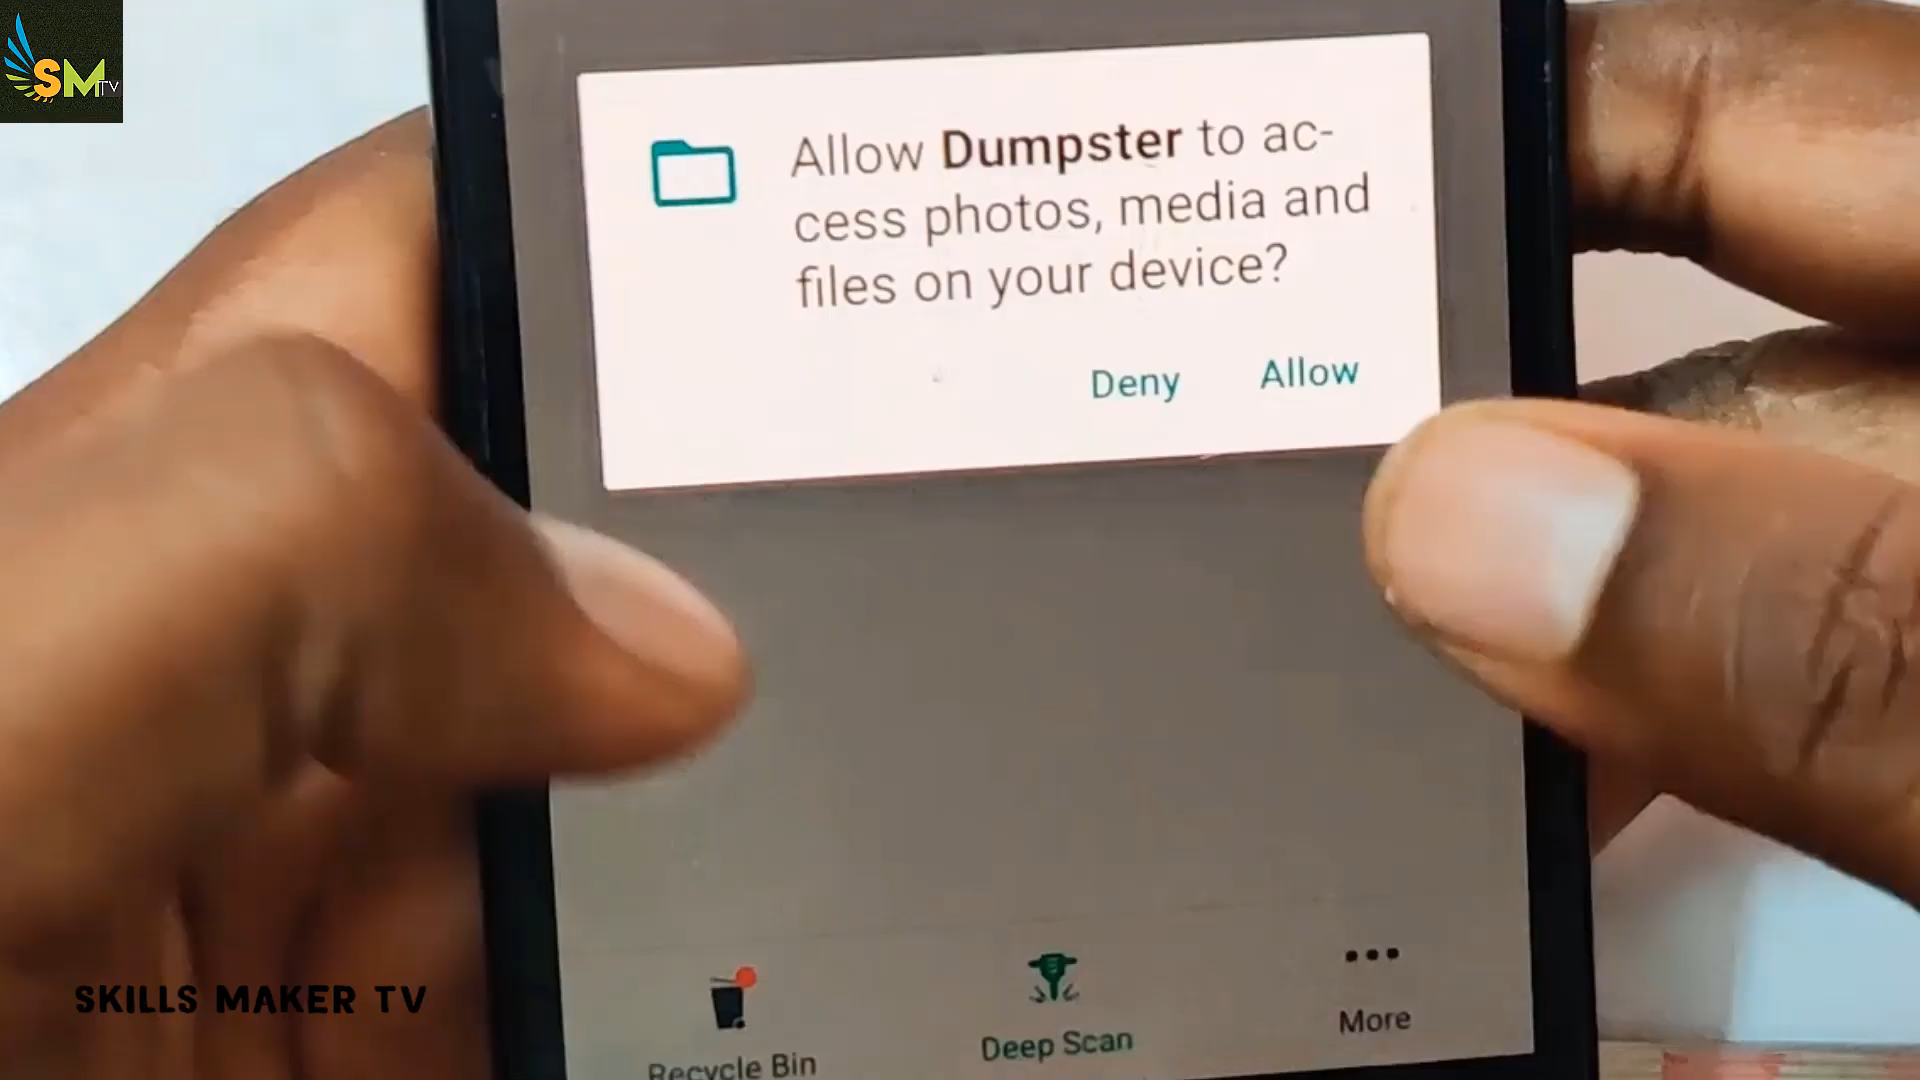 SMTV
Allow Dumpster to ac-
cess photos, media and
files on your device?
Deny Allow
Recycle Bin
Deep Scan
More
SKILLS MAKER TV